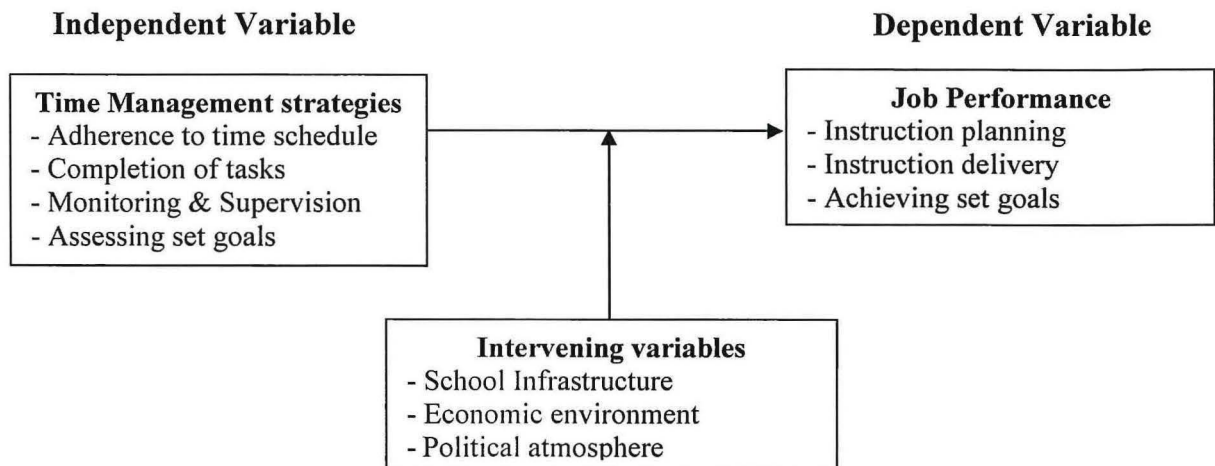 Independent Variable
Dependent Variable
Time Management strategies
- Adherence to time schedule
- Completion of tasks
- Monitoring & Supervision
- Assessing set goals
Job Performance
- Instruction planning
- Instruction delivery
- Achieving set goals
Intervening variables
- School Infrastructure
- Economic environment
- Political atmosphere